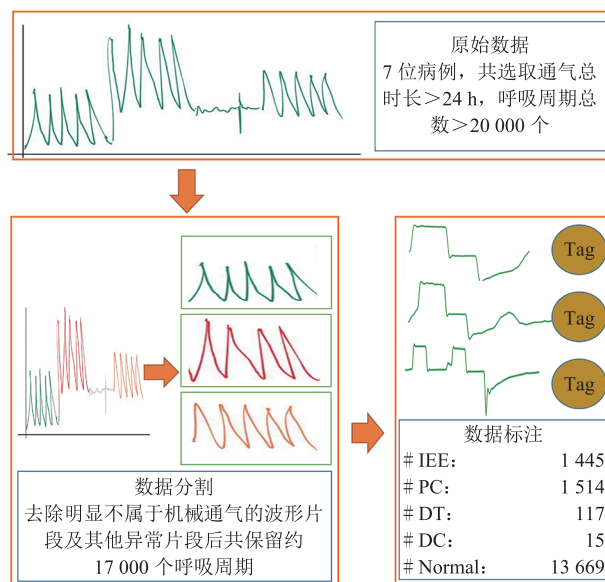 原始数据
7 位病例，共选取通气总
时长＞24 h，呼吸周期总
数＞20 000 个
Tag
Tag
Tag
数据分割
去除明显不属于机械通气的波形片
段及其他异常片段后共保留约
17 000 个呼吸周期
数据标注
# IEE： 1 445
# PC： 1 514
# DT： 117
# DC： 15
# Normal： 13 669